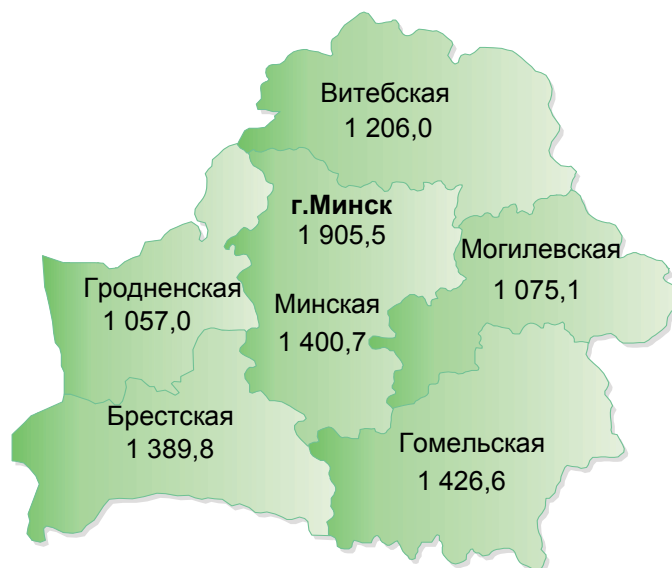 Витебская
1 206,0
г.Минск
1 905,5
Могилевская
1 075,1
Гродненская
1 057,0
Минская
1 400,7
Брестская
1 389,8
Гомельская
1 426,6